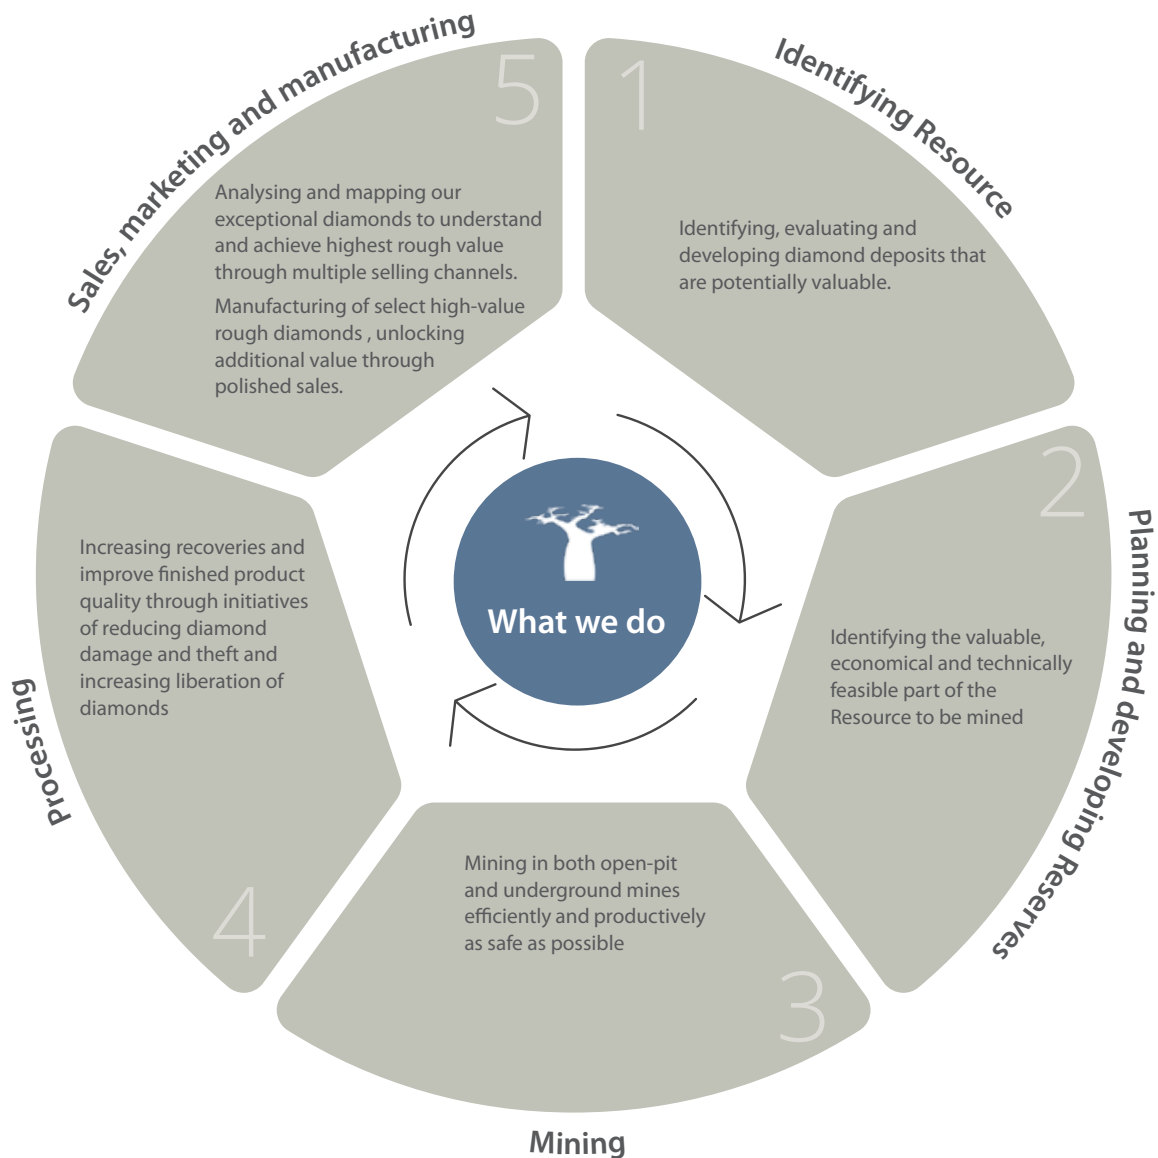 What we do
1
Identifying Resource
Identifying, evaluating and
developing diamond deposits that
are potentially valuable.
2
Planning and developing Reserves
Identifying the valuable,
economical and technically
feasible part of the
Resource to be mined
3
Mining
Mining in both open-pit
and underground mines
efficiently and productively
as safe as possible
4
Processing
Increasing recoveries and
improve finished product
quality through initiatives
of reducing diamond
damage and theft and
increasing liberation of
diamonds
5
Sales, marketing and manufacturing
Analysing and mapping our
exceptional diamonds to understand
and achieve highest rough value
through multiple selling channels.
Manufacturing of select high-value
rough diamonds , unlocking
additional value through
polished sales.